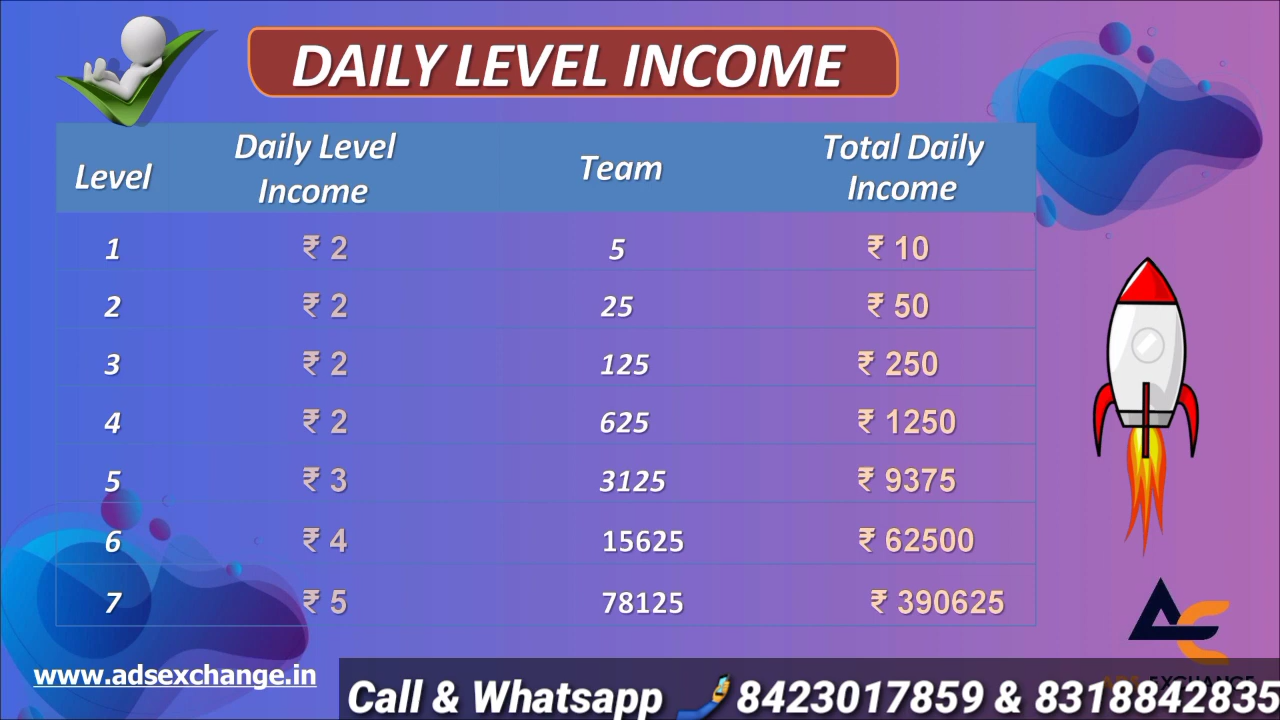 DAILY LEVEL INCOME
Level Daily Level Income Team Total Daily Income
1 ₹ 2 5 ₹ 10
2 ₹ 2 25 ₹ 50
3 ₹ 2 125 ₹ 250
4 ₹ 2 625 ₹ 1250
5 ₹ 3 3125 ₹ 9375
6 ₹ 4 15625 ₹ 62500
7 ₹ 5 78125 ₹ 390625
www.adsexchange.in
Call & Whatsapp 8423017859 & 8318842835